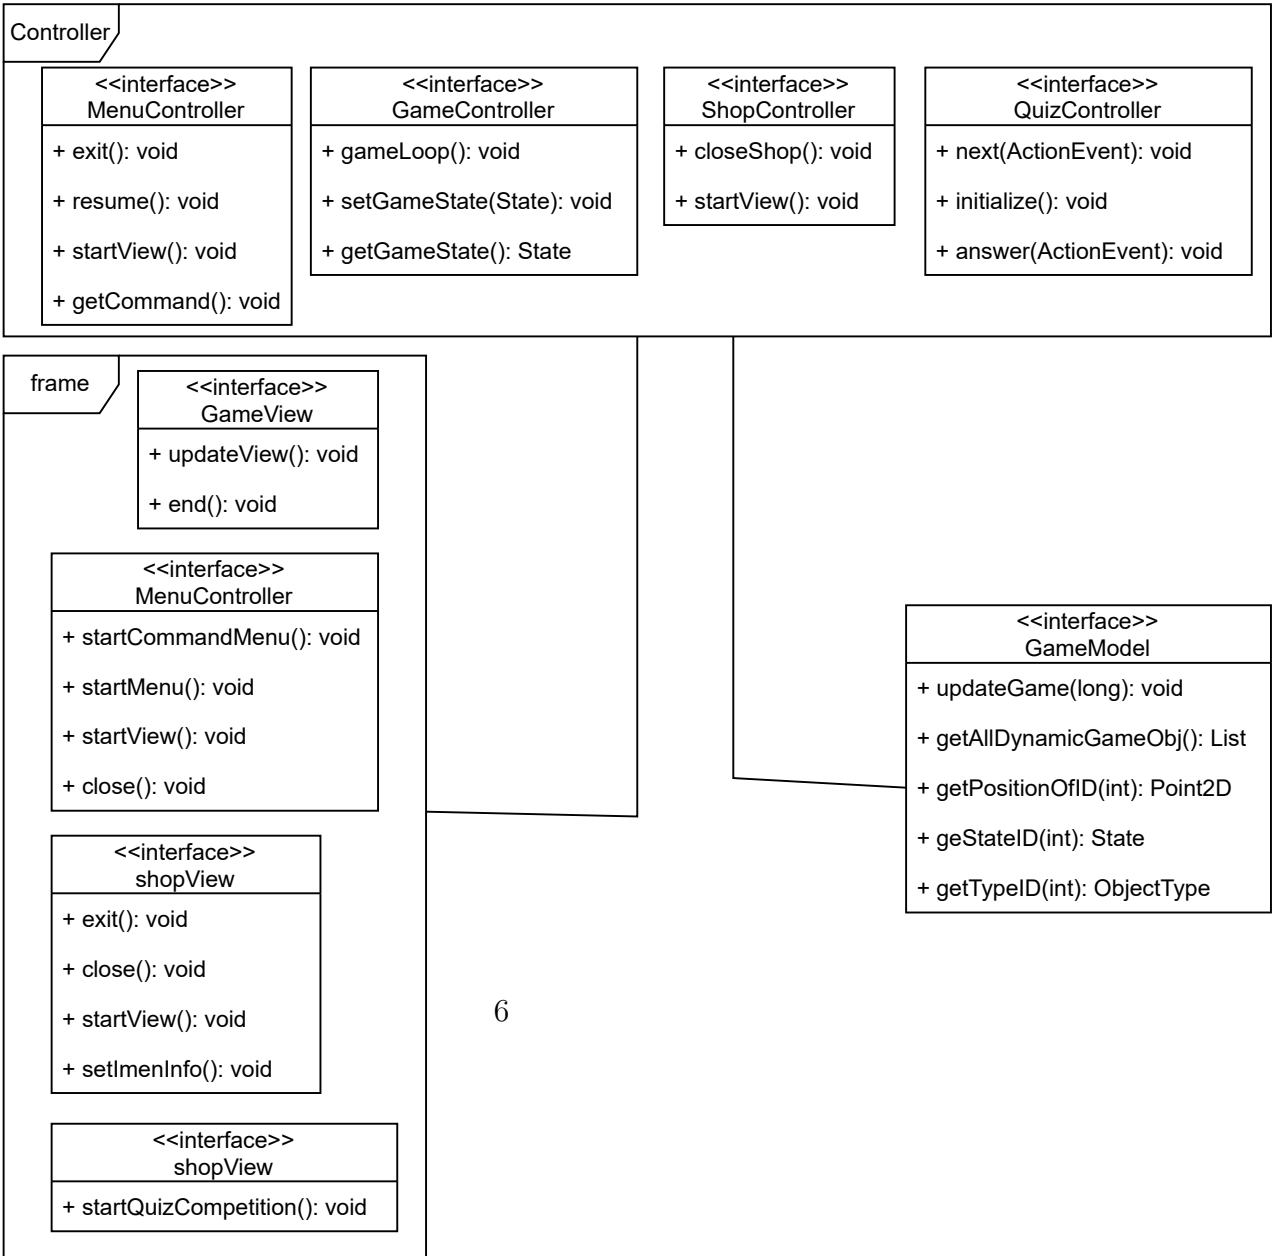 Controller
<<interface>>
MenuController
+ exit(): void
+ resume(): void
+ startView(): void
+ getCommand(): void
<<interface>>
GameController
+ gameLoop(): void
+ setGameState(State): void
+ getGameState(): State
<<interface>>
ShopController
+ closeShop(): void
+ startView(): void
<<interface>>
QuizController
+ next(ActionEvent): void
+ initialize(): void
+ answer(ActionEvent): void
frame
<<interface>>
GameView
+ updateView(): void
+ end(): void
<<interface>>
MenuController
+ startCommandMenu(): void
+ startMenu(): void
+ startView(): void
+ close(): void
<<interface>>
shopView
+ exit(): void
+ close(): void
+ startView(): void
+ setImenInfo(): void
<<interface>>
shopView
+ startQuizCompetition(): void
<<interface>>
GameModel
+ updateGame(long): void
+ getAllDynamicGameObj(): List
+ getPositionOfID(int): Point2D
+ geStateID(int): State
+ getTypeID(int): ObjectType
6